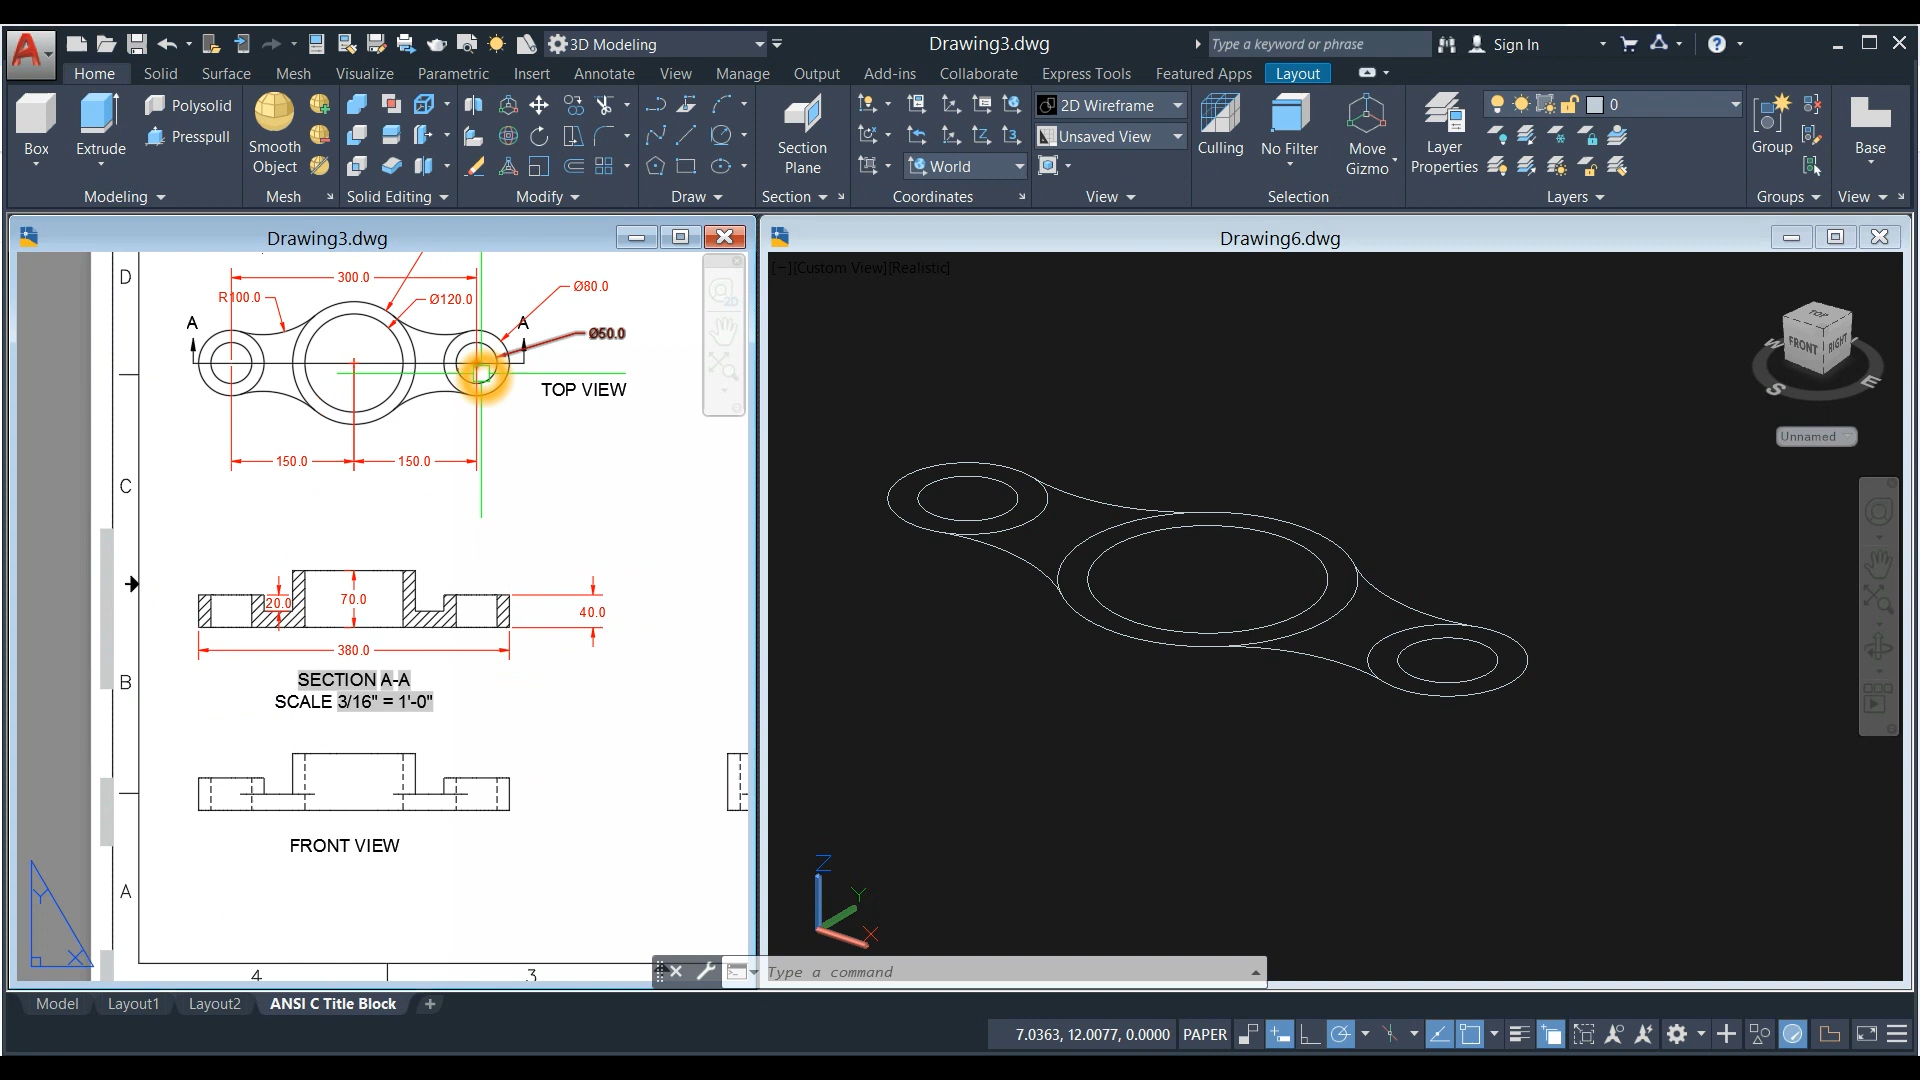 3D Modeling
Drawing3.dwg
Type a keyword or phrase
Sign In
Home Solid Surface Mesh Visualize Parametric Insert Annotate View Manage Output Add-ins Collaborate Express Tools Featured Apps Layout
Box
Extrude
Polysolid
Presspull
Smooth
Object
Section
Plane
World
2D Wireframe
Unsaved View
Culling
No Filter
Move
Gizmo
Layer
Properties
0
Group
Base
Modeling Mesh Solid Editing Modify Draw Section Coordinates View Selection Layers Groups View
Drawing3.dwg
D
300.0
R100.0
Ø120.0
Ø80.0
Ø50.0
A
A
TOP VIEW
150.0
150.0
C
20.0
70.0
40.0
380.0
SECTION A-A
SCALE 3/16" = 1'-0"
B
FRONT VIEW
A
Y
X
4
3
Drawing6.dwg
[−][Custom View][Realistic]
TOP
FRONT
RIGHT
W
S
E
Unnamed
Z
Y
X
Type a command
Model Layout1 Layout2 ANSI C Title Block
7.0363, 12.0077, 0.0000 PAPER